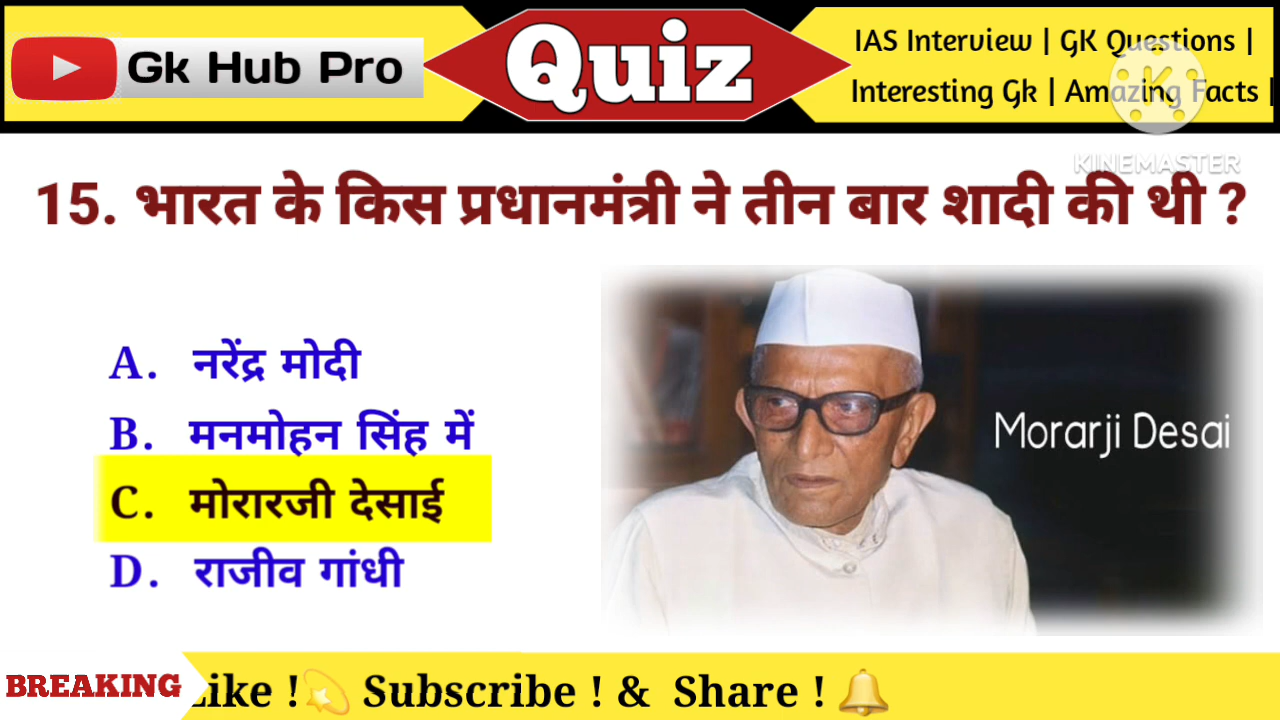 Gk Hub Pro
Quiz
IAS Interview | GK Questions |
Interesting Gk | Amazing Facts |
KINEMASTER
15. भारत के किस प्रधानमंत्री ने तीन बार शादी की थी ?
A. नरेंद्र मोदी
B. मनमोहन सिंह में
C. मोरारजी देसाई
D. राजीव गांधी
Morarji Desai
BREAKING
Like ! 💫 Subscribe ! & Share ! 🔔